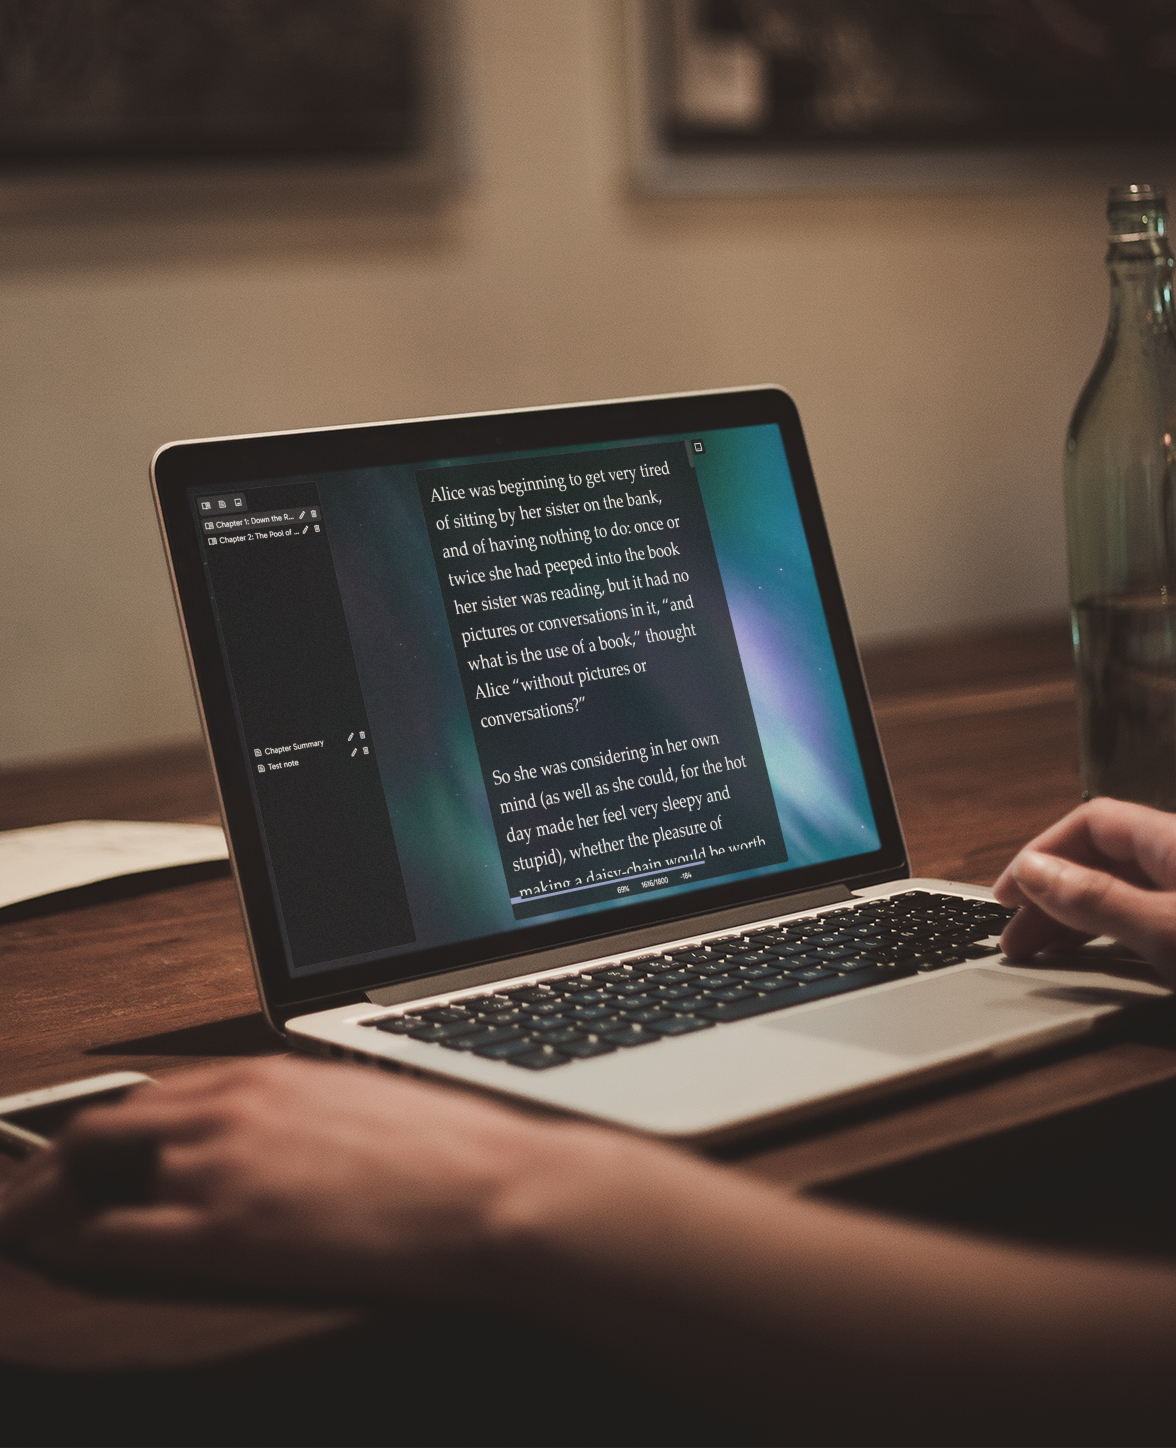 Chapter 1: Down the R...
Chapter 2: The Pool of ...
Chapter Summary
Test note
Alice was beginning to get very tired
of sitting by her sister on the bank,
and of having nothing to do: once or
twice she had peeped into the book
her sister was reading, but it had no
pictures or conversations in it, “and
what is the use of a book,” thought
Alice “without pictures or
conversations?”
So she was considering in her own
mind (as well as she could, for the hot
day made her feel very sleepy and
stupid), whether the pleasure of
making a daisy-chain would be worth
69% 1616/1800 -184